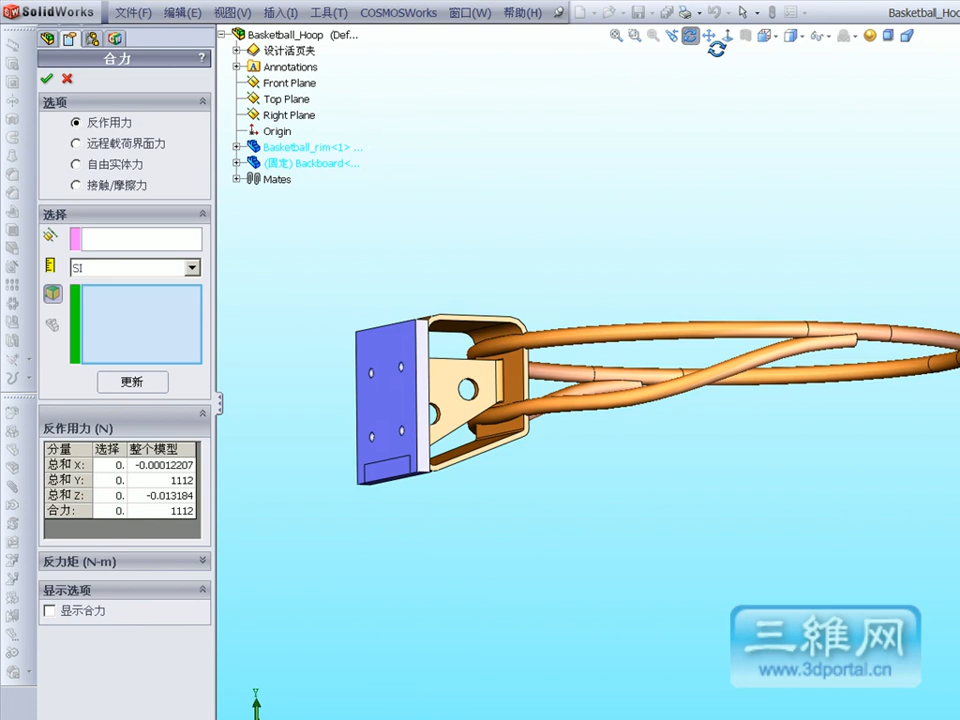 SolidWorks 文件(F) 编辑(E) 视图(V) 插入(I) 工具(T) COSMOSWorks 窗口(W) 帮助(H) Basketball_Hoo
合力 ?
选项
反作用力
远程载荷界面力
自由实体力
接触/摩擦力
选择
SI
更新
反作用力 (N)
分量 选择 整个模型
总和 X: 0. -0.00012207
总和 Y: 0. 1112
总和 Z: 0. -0.013184
合力: 0. 1112
反力矩 (N-m)
显示选项
显示合力
Basketball_Hoop (Def...
设计活页夹
A Annotations
Front Plane
Top Plane
Right Plane
Origin
Basketball_rim<1> ...
(固定) Backboard<...
Mates
Y
三維网
www.3dportal.cn